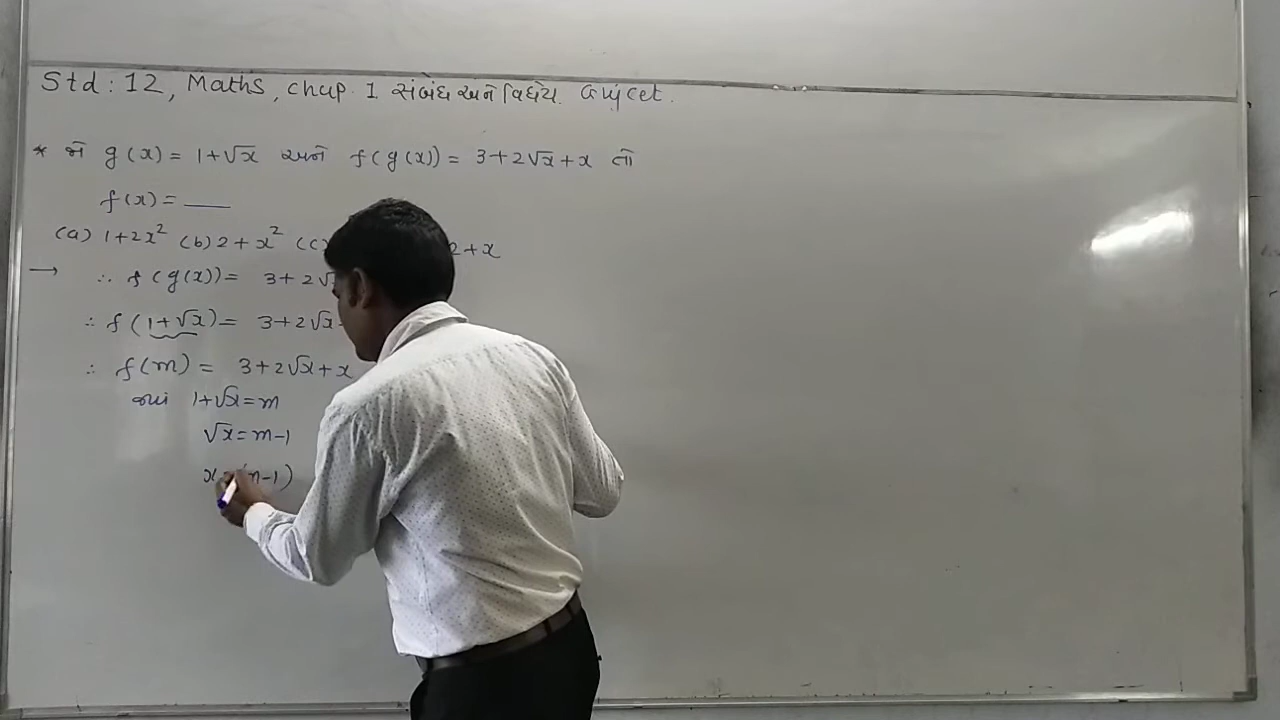 Std : 12, Maths, chap. 1 સંબંધ અને વિધેય. Gujcet.
* જો g(x) = 1+√x અને f(g(x)) = 3+2√x+x તો
f(x) = ___
(a) 1+2x² (b) 2+x² (c) 2+x
→ ∴ f(g(x)) = 3+2√
∴ f(1+√x) = 3+2√x
∴ f(m) = 3+2√x+x
જ્યાં 1+√x = m
√x = m-1
x -1)